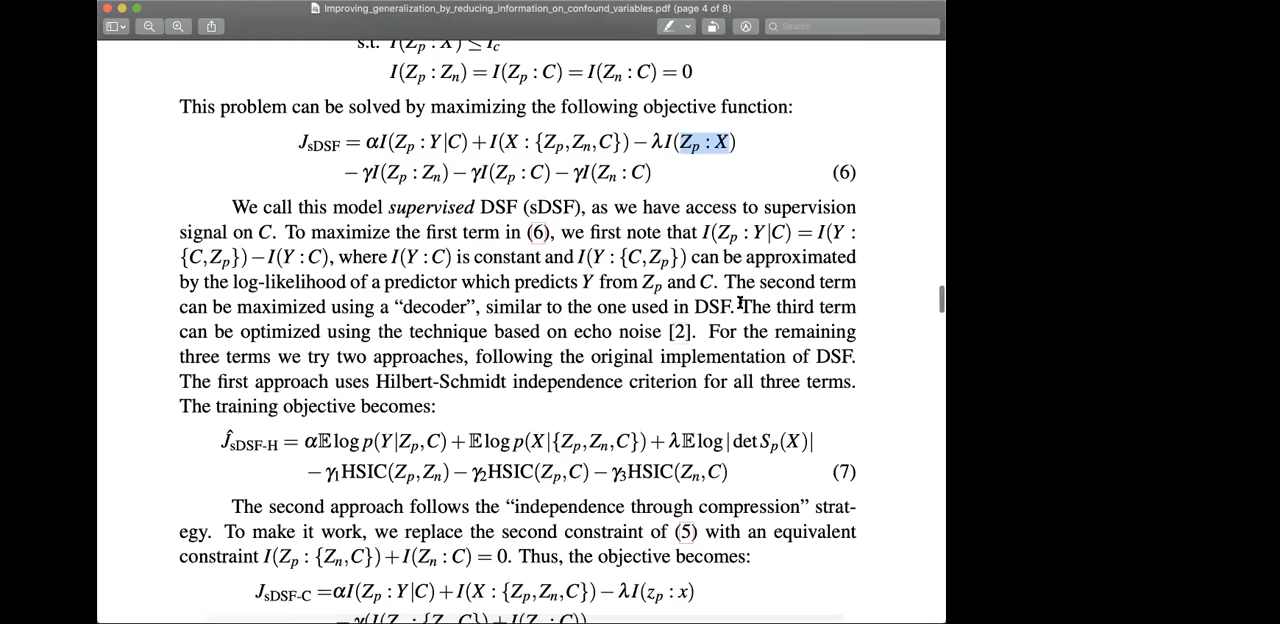 Improving_generalization_by_reducing_information_on_confound_variables.pdf (page 4 of 8)
Search
s.t. I(Z_p : X) ≤ I_c
I(Z_p : Z_n) = I(Z_p : C) = I(Z_n : C) = 0
This problem can be solved by maximizing the following objective function:
J_sDSF = αI(Z_p : Y|C) + I(X : {Z_p, Z_n, C}) − λI(Z_p : X)
− γI(Z_p : Z_n) − γI(Z_p : C) − γI(Z_n : C) (6)
We call this model supervised DSF (sDSF), as we have access to supervision
signal on C. To maximize the first term in (6), we first note that I(Z_p : Y|C) = I(Y :
{C, Z_p}) − I(Y : C), where I(Y : C) is constant and I(Y : {C, Z_p}) can be approximated
by the log-likelihood of a predictor which predicts Y from Z_p and C. The second term
can be maximized using a “decoder”, similar to the one used in DSF. The third term
can be optimized using the technique based on echo noise [2]. For the remaining
three terms we try two approaches, following the original implementation of DSF.
The first approach uses Hilbert-Schmidt independence criterion for all three terms.
The training objective becomes:
Ĵ_sDSF-H = α𝔼 log p(Y|Z_p, C) + 𝔼 log p(X|{Z_p, Z_n, C}) + λ𝔼 log |det S_p(X)|
− γ₁HSIC(Z_p, Z_n) − γ₂HSIC(Z_p, C) − γ₃HSIC(Z_n, C) (7)
The second approach follows the “independence through compression” strat-
egy. To make it work, we replace the second constraint of (5) with an equivalent
constraint I(Z_p : {Z_n, C}) + I(Z_n : C) = 0. Thus, the objective becomes:
J_sDSF-C = αI(Z_p : Y|C) + I(X : {Z_p, Z_n, C}) − λI(z_p : x)